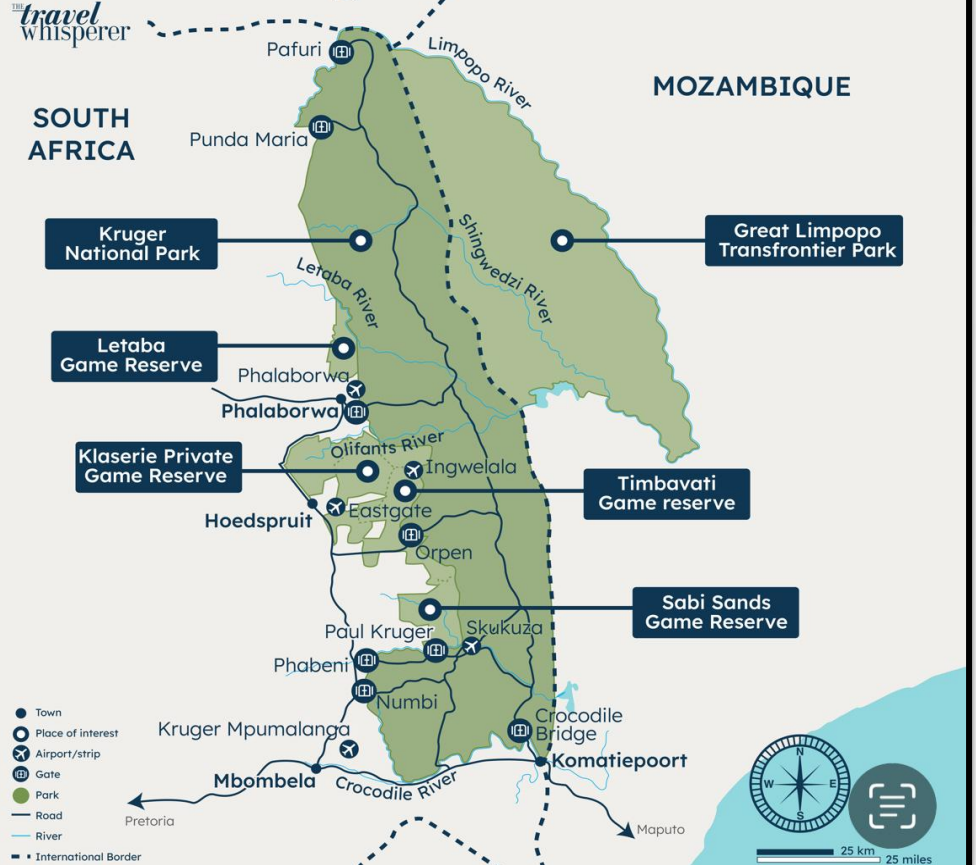 THE
travel
whisperer
Pafuri
Limpopo River
MOZAMBIQUE
SOUTH
AFRICA
Punda Maria
Kruger
National Park
Shingwedzi River
Great Limpopo
Transfrontier Park
Letaba River
Letaba
Game Reserve
Phalaborwa
Phalaborwa
Olifants River
Klaserie Private
Game Reserve
Ingwelala
Timbavati
Game reserve
Eastgate
Hoedspruit
Orpen
Sabi Sands
Game Reserve
Paul Kruger
Skukuza
Phabeni
Numbi
Crocodile
Bridge
Kruger Mpumalanga
Komatiepoort
Mbombela
Crocodile River
Pretoria
Maputo
Town
Place of interest
Airport/strip
Gate
Park
Road
River
International Border
N
W
E
S
25 km
25 miles